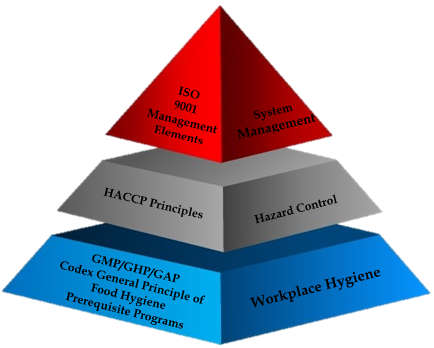 ISO
9001
Management
Elements
System
Management
HACCP Principles
Hazard Control
GMP/GHP/GAP
Codex General Principle of
Food Hygiene
Prerequisite Programs
Workplace Hygiene